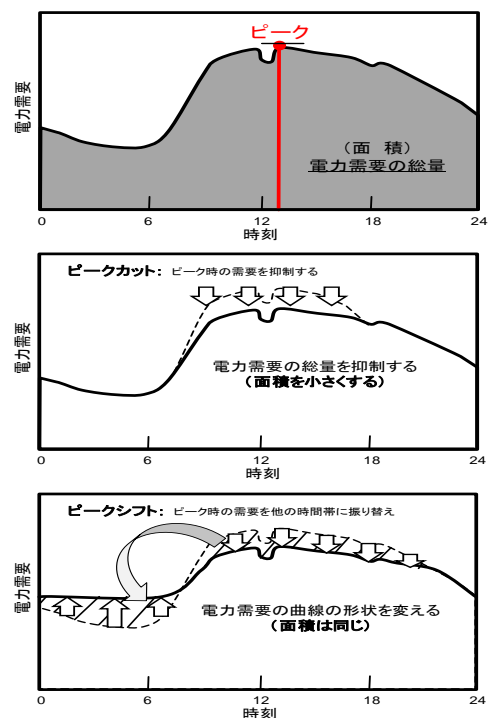 ピーク
電力需要
(面 積)
電力需要の総量
0 6 12 18 24
時刻
ピークカット: ピーク時の需要を抑制する
電力需要
電力需要の総量を抑制する
(面積を小さくする)
0 6 12 18 24
時刻
ピークシフト: ピーク時の需要を他の時間帯に振り替え
電力需要
電力需要の曲線の形状を変える
(面積は同じ)
0 6 12 18 24
時刻